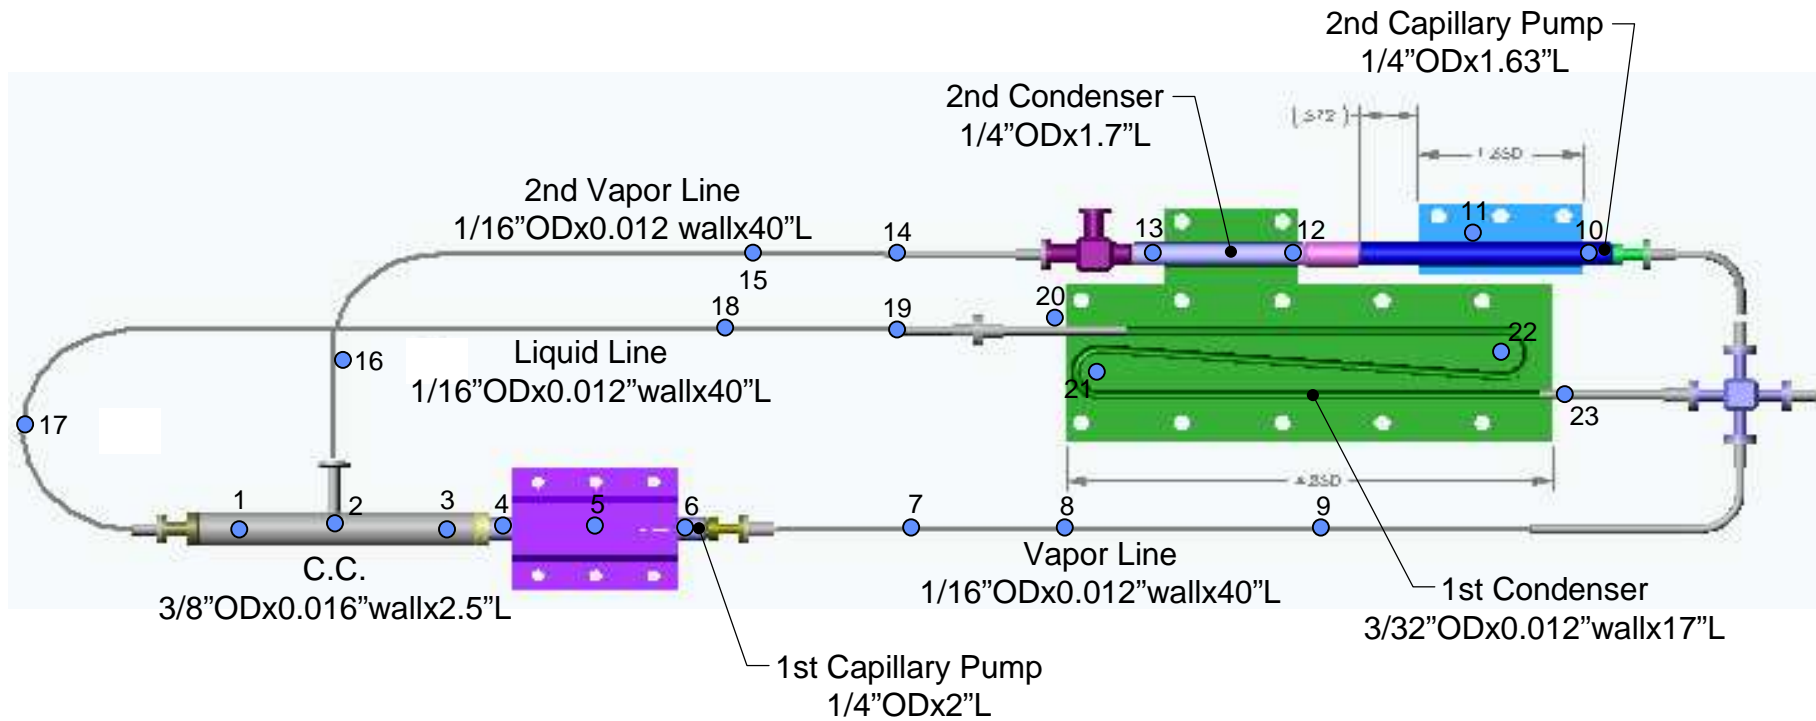 2nd Capillary Pump
1/4”ODx1.63”L
2nd Condenser
1/4”ODx1.7”L
2nd Vapor Line
1/16”ODx0.012 wallx40”L
11
13
12
10
14
15
20
18
19
22
Liquid Line
1/16”ODx0.012”wallx40”L
16
21
23
17
1
2
3
4
5
6
7
8
9
C.C.
3/8”ODx0.016”wallx2.5”L
Vapor Line
1/16”ODx0.012”wallx40”L
1st Condenser
3/32”ODx0.012”wallx17”L
1st Capillary Pump
1/4”ODx2”L